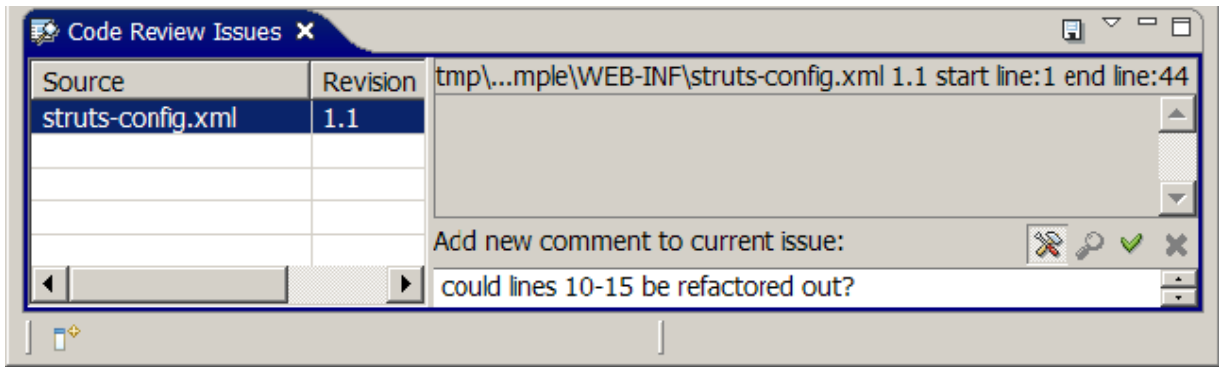 Code Review Issues
Source Revision
struts-config.xml 1.1
tmp\...mple\WEB-INF\struts-config.xml 1.1 start line:1 end line:44
Add new comment to current issue:
could lines 10-15 be refactored out?